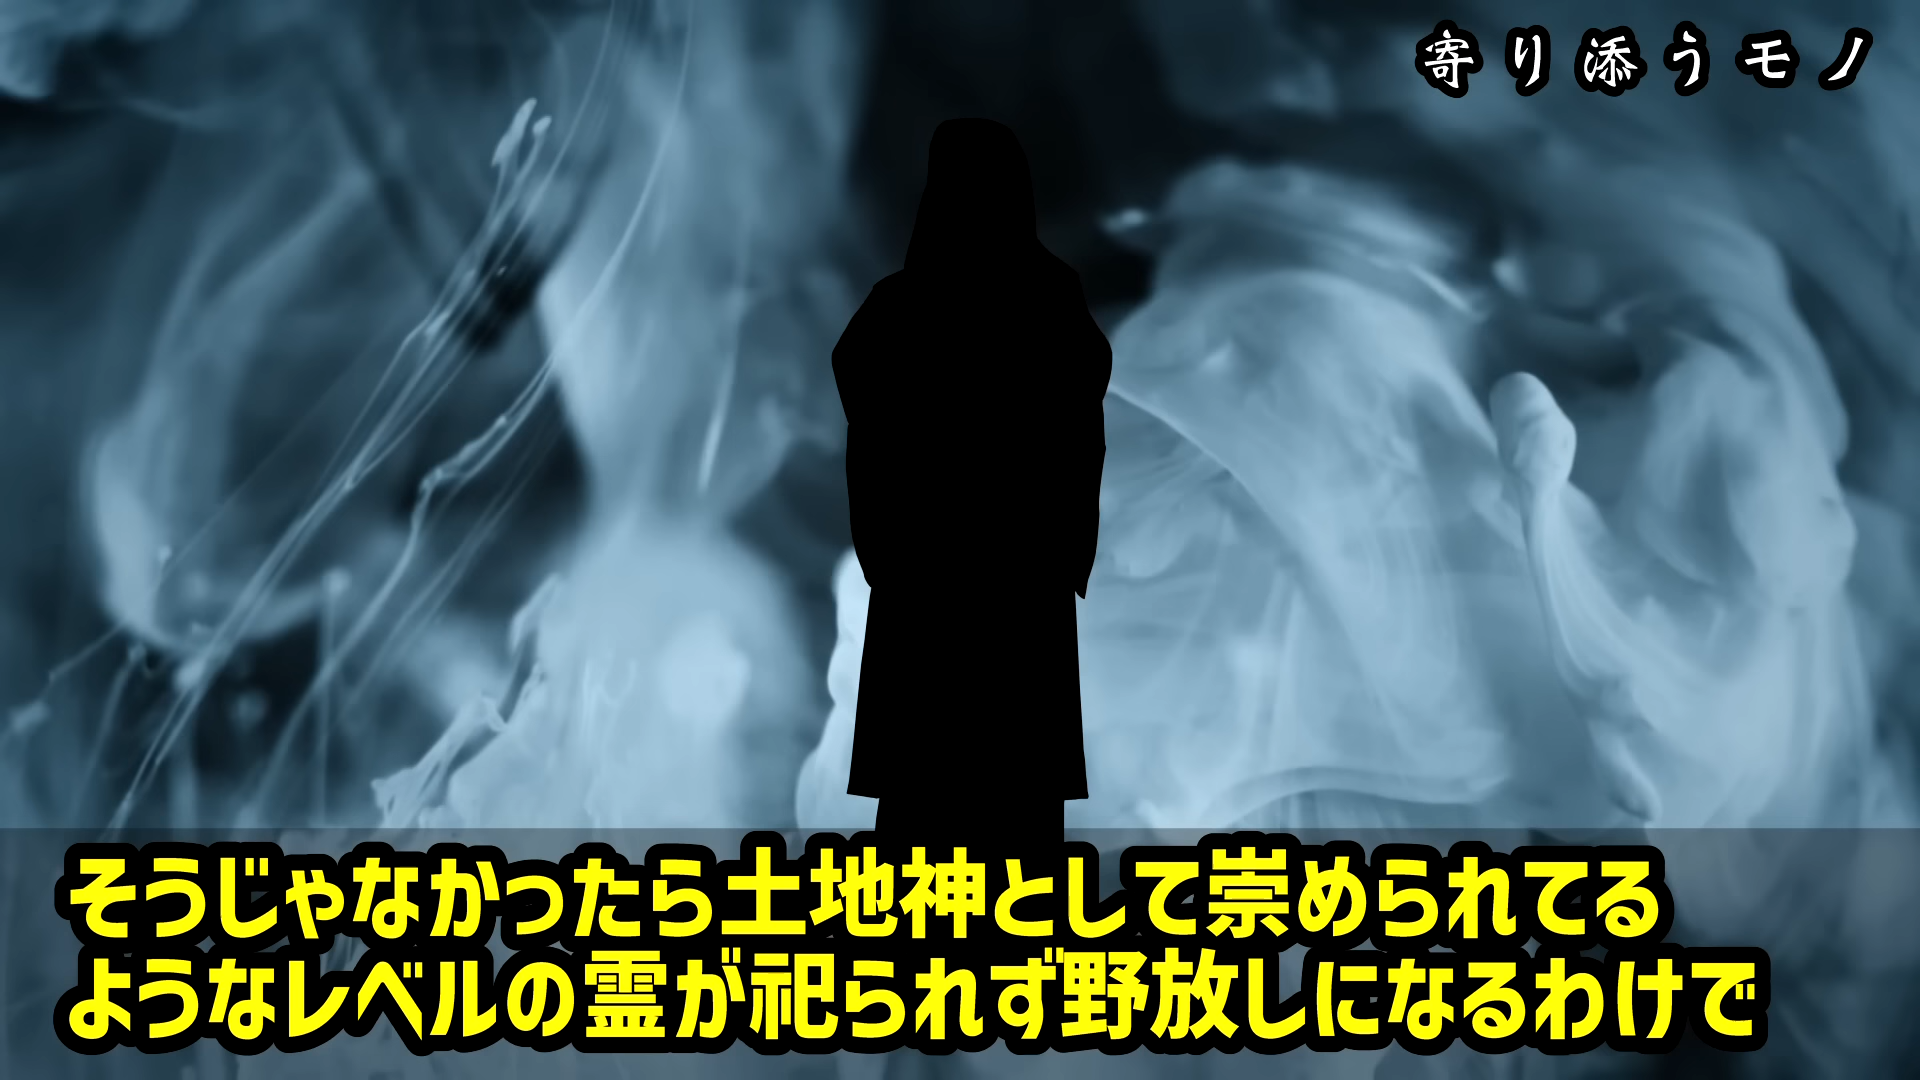 寄り添うモノ
そうじゃなかったら土地神として崇められてる
ようなレベルの霊が祀られず野放しになるわけで